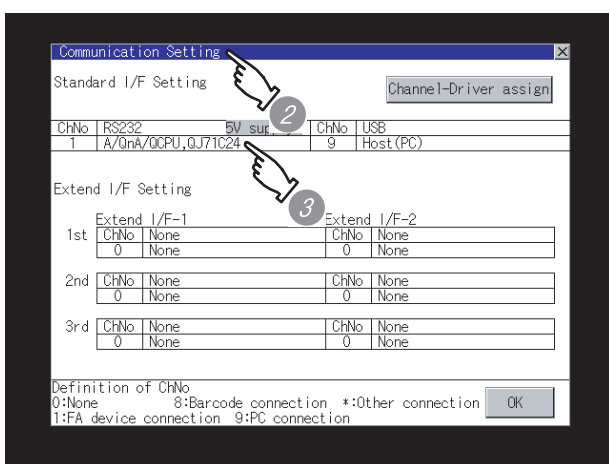 Communication Setting
Standard I/F Setting
Channel-Driver assign
ChNo RS232 5V ChNo USB
1 A/QnA/QCPU,QJ71C24 9 Host(PC)
2
Extend I/F Setting
3
Extend I/F-1 Extend I/F-2
1st ChNo None ChNo None
0 None 0 None
2nd ChNo None ChNo None
0 None 0 None
3rd ChNo None ChNo None
0 None 0 None
Definition of ChNo
0:None 8:Barcode connection *:Other connection OK
1:FA device connection 9:PC connection